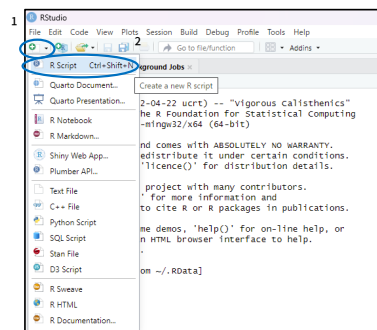 1
RStudio
File Edit Code View Plots Session Build Debug Profile Tools Help
2
Go to file/function
Addins
R Script Ctrl+Shift+N
kground Jobs
Create a new R script
Quarto Document...
Quarto Presentation...
2-04-22 ucrt) -- "Vigorous Calisthenics"
he R Foundation for Statistical Computing
R Notebook
-mingw32/x64 (64-bit)
R Markdown...
nd comes with ABSOLUTELY NO WARRANTY.
Shiny Web App...
redistribute it under certain conditions.
Plumber API...
'licence()' for distribution details.
Text File
project with many contributors.
C++ File
' for more information and
to cite R or R packages in publications.
Python Script
SQL Script
me demos, 'help()' for on-line help, or
Stan File
n HTML browser interface to help.
D3 Script
om ~/.RData]
R Sweave
R HTML
R Documentation...